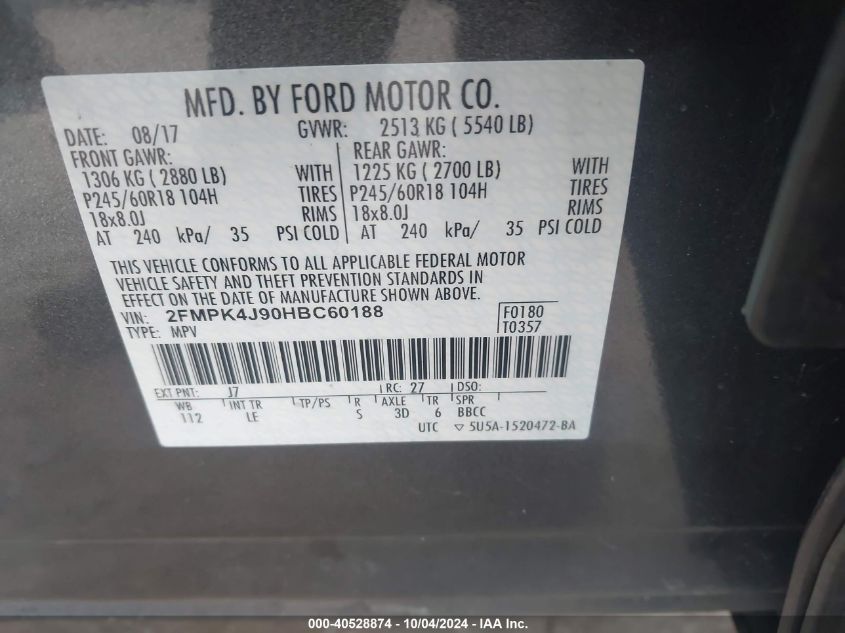 MFD. BY FORD MOTOR CO.
DATE: 08/17 GVWR: 2513 KG ( 5540 LB)
FRONT GAWR: REAR GAWR:
1306 KG ( 2880 LB) WITH 1225 KG ( 2700 LB) WITH
P245/60R18 104H TIRES P245/60R18 104H TIRES
18x8.0J RIMS 18x8.0J RIMS
AT 240 kPa/ 35 PSI COLD AT 240 kPa/ 35 PSI COLD
THIS VEHICLE CONFORMS TO ALL APPLICABLE FEDERAL MOTOR
VEHICLE SAFETY AND THEFT PREVENTION STANDARDS IN
EFFECT ON THE DATE OF MANUFACTURE SHOWN ABOVE.
VIN: 2FMPK4J90HBC60188 F0180
TYPE: MPV T0357
EXT PNT: J7 RC: 27 DSO:
WB INT TR TP/PS R AXLE TR SPR
112 LE S 3D 6 BBCC
UTC ▽ 5U5A-1520472-BA
000-40528874 - 10/04/2024 - IAA Inc.